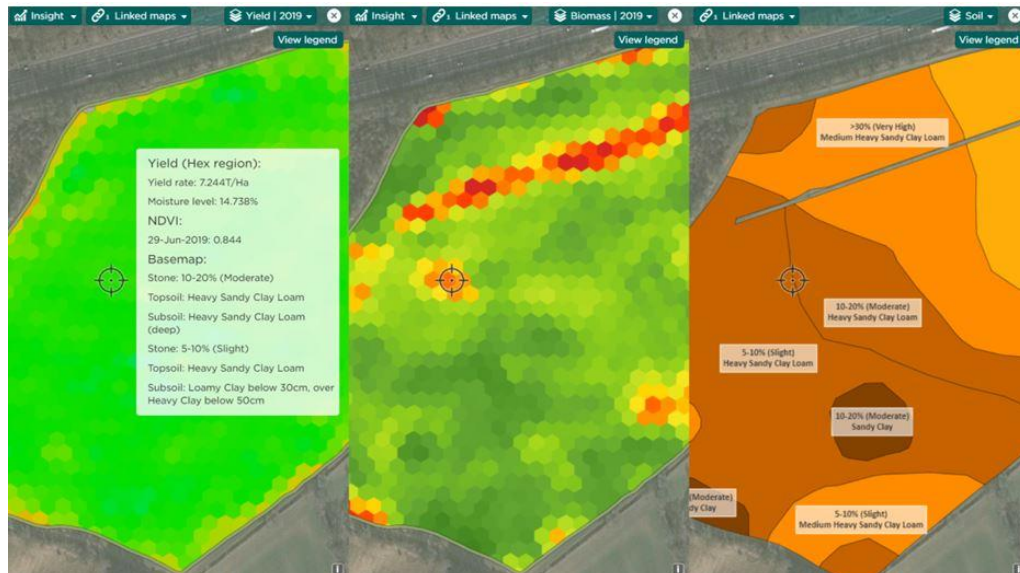 Insight
1 Linked maps
Yield | 2019
View legend
Yield (Hex region):
Yield rate: 7.244T/Ha
Moisture level: 14.738%
NDVI:
29-Jun-2019: 0.844
Basemap:
Stone: 10-20% (Moderate)
Topsoil: Heavy Sandy Clay Loam
Subsoil: Heavy Sandy Clay Loam
(deep)
Stone: 5-10% (Slight)
Topsoil: Heavy Sandy Clay Loam
Subsoil: Loamy Clay below 30cm, over
Heavy Clay below 50cm
Insight
1 Linked maps
Biomass | 2019
View legend
1 Linked maps
Soil
View legend
>30% (Very High)
Medium Heavy Sandy Clay Loam
10-20% (Moderate)
Heavy Sandy Clay Loam
5-10% (Slight)
Heavy Sandy Clay Loam
10-20% (Moderate)
Sandy Clay
Moderate)
dy Clay
5-10% (Slight)
Medium Heavy Sandy Clay Loam